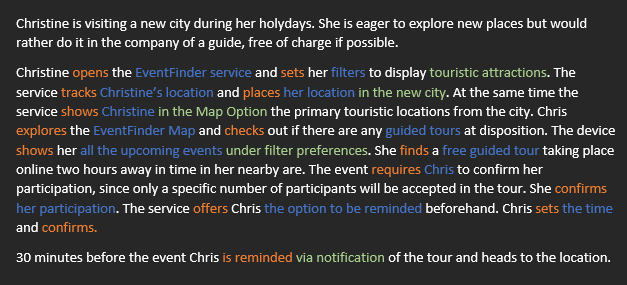 Christine is visiting a new city during her holydays. She is eager to explore new places but would
rather do it in the company of a guide, free of charge if possible.
Christine opens the EventFinder service and sets her filters to display touristic attractions. The
service tracks Christine's location and places her location in the new city. At the same time the
service shows Christine in the Map Option the primary touristic locations from the city. Chris
explores the EventFinder Map and checks out if there are any guided tours at disposition. The device
shows her all the upcoming events under filter preferences. She finds a free guided tour taking place
online two hours away in time in her nearby are. The event requires Chris to confirm her
participation, since only a specific number of participants will be accepted in the tour. She confirms
her participation. The service offers Chris the option to be reminded beforehand. Chris sets the time
and confirms.
30 minutes before the event Chris is reminded via notification of the tour and heads to the location.